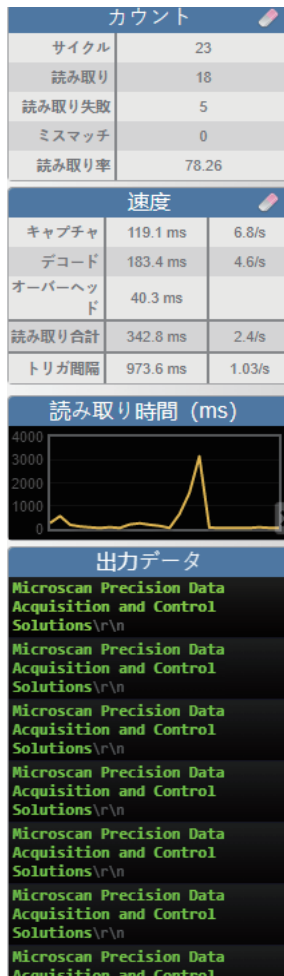 カウント
サイクル 23
読み取り 18
読み取り失敗 5
ミスマッチ 0
読み取り率 78.26
速度
キャプチャ 119.1 ms 6.8/s
デコード 183.4 ms 4.6/s
オーバーヘッ
ド 40.3 ms
読み取り合計 342.8 ms 2.4/s
トリガ間隔 973.6 ms 1.03/s
読み取り時間 (ms)
4000
3000
2000
1000
0
出力データ
Microscan Precision Data
Acquisition and Control
Solutions\r\n
Microscan Precision Data
Acquisition and Control
Solutions\r\n
Microscan Precision Data
Acquisition and Control
Solutions\r\n
Microscan Precision Data
Acquisition and Control
Solutions\r\n
Microscan Precision Data
Acquisition and Control
Solutions\r\n
Microscan Precision Data
Acquisition and Control
Solutions\r\n
Microscan Precision Data
Acquisition and Control